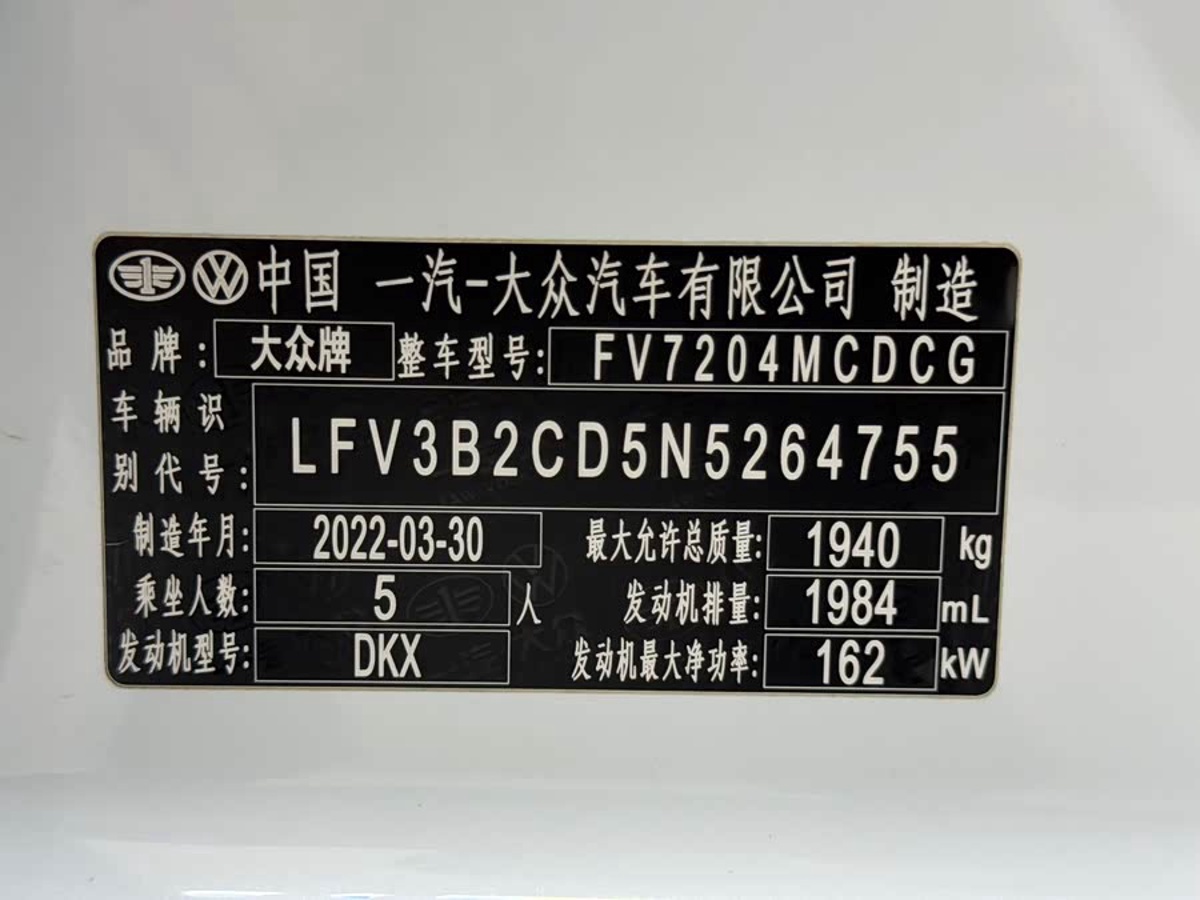 中国 一汽-大众汽车有限公司 制造
品牌: 大众牌 整车型号: FV7204MCDCG
车辆识别代号: LFV3B2CD5N5264755
制造年月: 2022-03-30 最大允许总质量: 1940 kg
乘坐人数: 5 人 发动机排量: 1984 mL
发动机型号: DKX 发动机最大净功率: 162 kW